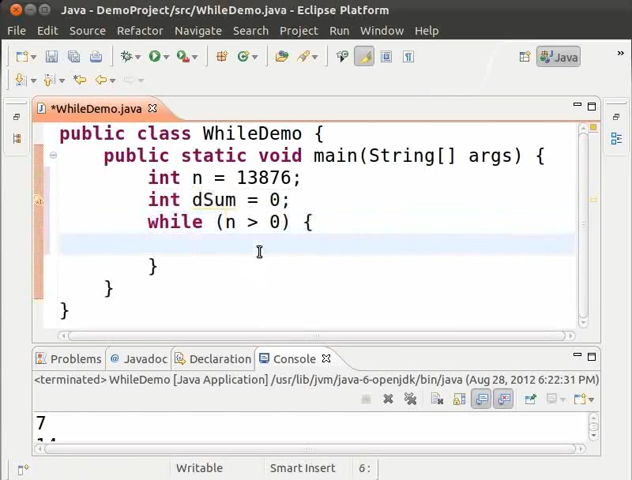 Java - DemoProject/src/WhileDemo.java - Eclipse Platform
File Edit Source Refactor Navigate Search Project Run Window Help
Java
*WhileDemo.java
public class WhileDemo {
public static void main(String[] args) {
int n = 13876;
int dSum = 0;
while (n > 0) {
}
}
}
Problems Javadoc Declaration Console
<terminated> WhileDemo [Java Application] /usr/lib/jvm/java-6-openjdk/bin/java (Aug 28, 2012 6:22:31 PM)
7
14
Writable Smart Insert 6 :